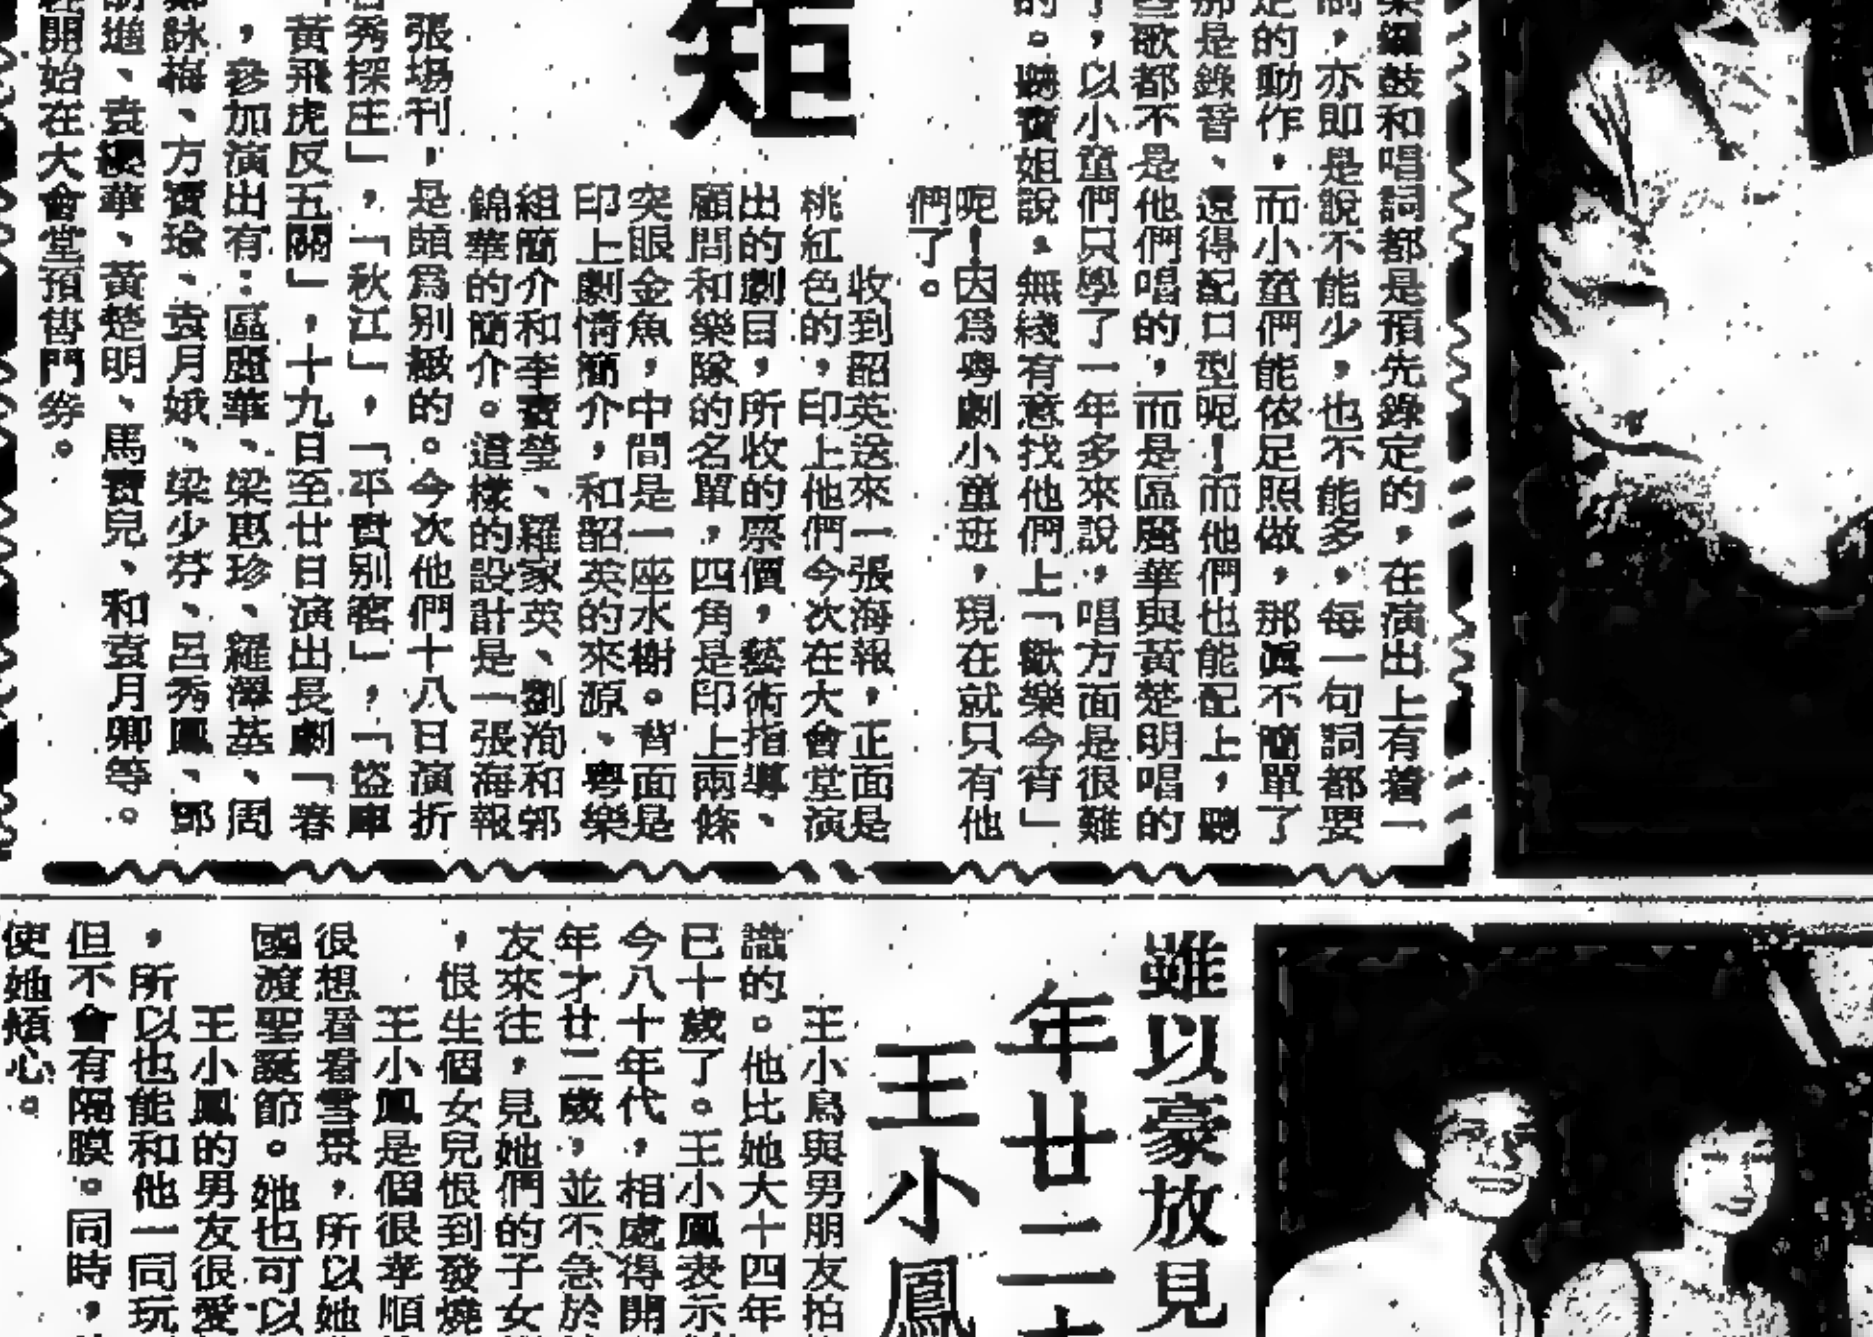 矩
樂鑼鼓和唱詞都是預先錄定的，在演出上有着一
制，亦即是說不能少，也不能多，每一句詞都要
定的動作，而小童們能依足照做，那眞不簡單了
那是錄音、還得配口型呢！而他們也能配上，聽
些歌都不是他們唱的，而是區麗華與黃楚明唱的
了，以小童們只學了一年多來說，唱方面是很難
的。聽寶姐說，無綫有意找他們上「歡樂今宵」
呢！因爲粵劇小童班，現在就只有他
們了。
收到韶英送來一張海報，正面是
桃紅色的，印上他們今次在大會堂演
出的劇目，所收的票價，藝術指導、
顧問和樂隊的名單，四角是印上兩條
突眼金魚，中間是一座水榭。背面是
印上劇情簡介，和韶英的來源、粵樂
組簡介和李寶瑩、羅家英、劉洵和郭
錦華的簡介。這樣的設計是一張海報
張場刊，是頗爲别緻的。今次他們十八日演折
秀探庄」，「秋江」，「平貴别窰」，「盜庫
黃飛虎反五關」，十九日至廿日演出長劇「春
，參加演出有：區麗華、梁惠珍、羅澤基、周
詠梅、方寶瑜、袁月娥、梁少芬、呂秀鳳、鄧
繼、袁纓華、黃楚明、馬寶兒、和袁月卿等。
開始在大會堂預售門券。
雖以豪放見
年廿二
王小鳳
王小鳳與男朋友拍
識的。他比她大十四年
已十歲了。王小鳳表示
今八十年代，相處得開
年才廿二歲，並不急於
友來往，見她們的子女
，恨生個女兒恨到發燒
王小鳳是個很孝順
很想看看雪景，所以她
國渡聖誕節。她也可以
王小鳳的男友很愛
，所以也能和他一同玩
但不會有隔膜。同時，
使她煩心。